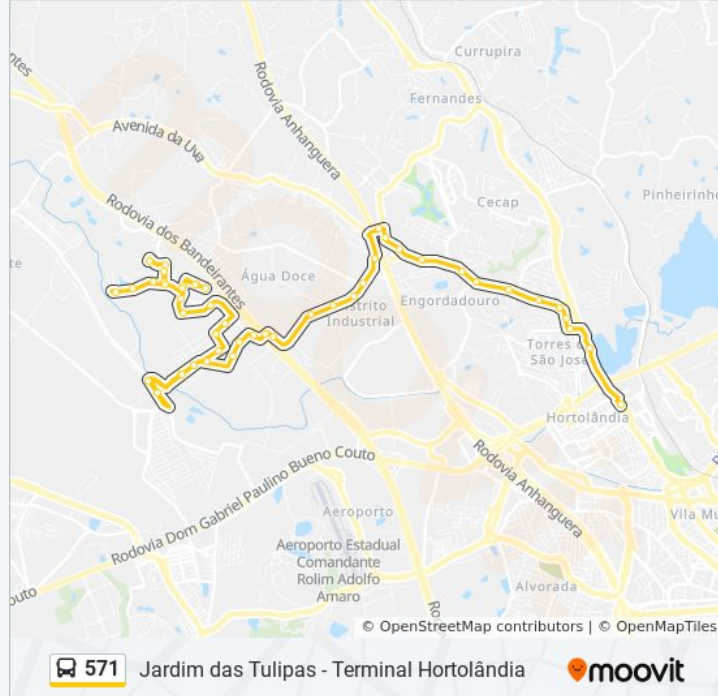 Currupira
Fernandes
Rodovia Anhanguera
Avenida da Uva
Pinheirinho
Cecap
Rodovia dos Bandeirantes
Água Doce
Engordadouro
Distrito
Industrial
Torres de
São José
Hortolândia
Rodovia Anhanguera
Rodovia Dom Gabriel Paulino Bueno Couto
Aeroporto
Vila Mu
Aeroporto Estadual
Comandante
Rolim Adolfo
Amaro
Alvorada
© OpenStreetMap contributors | © OpenMapTiles
571 Jardim das Tulipas - Terminal Hortolândia
moovit